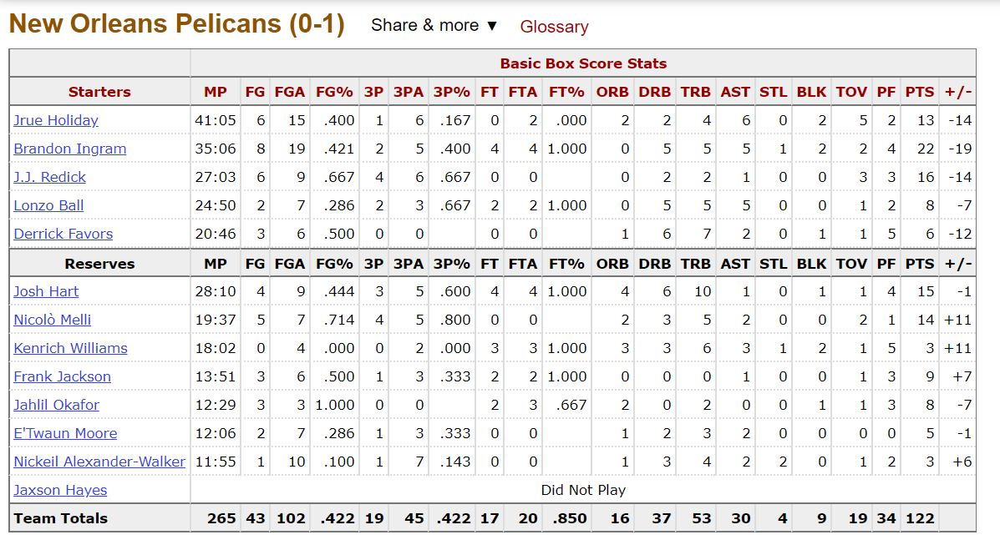 New Orleans Pelicans (0-1) Share & more ▼ Glossary
Basic Box Score Stats
Starters MP FG FGA FG% 3P 3PA 3P% FT FTA FT% ORB DRB TRB AST STL BLK TOV PF PTS +/-
Jrue Holiday 41:05 6 15 .400 1 6 .167 0 2 .000 2 2 4 6 0 2 5 2 13 -14
Brandon Ingram 35:06 8 19 .421 2 5 .400 4 4 1.000 0 5 5 5 1 2 2 4 22 -19
J.J. Redick 27:03 6 9 .667 4 6 .667 0 0 0 2 2 1 0 0 3 3 16 -14
Lonzo Ball 24:50 2 7 .286 2 3 .667 2 2 1.000 0 5 5 5 0 0 1 2 8 -7
Derrick Favors 20:46 3 6 .500 0 0 0 0 1 6 7 2 0 1 1 5 6 -12
Reserves MP FG FGA FG% 3P 3PA 3P% FT FTA FT% ORB DRB TRB AST STL BLK TOV PF PTS +/-
Josh Hart 28:10 4 9 .444 3 5 .600 4 4 1.000 4 6 10 1 0 1 1 4 15 -1
Nicolò Melli 19:37 5 7 .714 4 5 .800 0 0 2 3 5 2 0 0 2 1 14 +11
Kenrich Williams 18:02 0 4 .000 0 2 .000 3 3 1.000 3 3 6 3 1 2 1 5 3 +11
Frank Jackson 13:51 3 6 .500 1 3 .333 2 2 1.000 0 0 0 1 0 0 1 3 9 +7
Jahlil Okafor 12:29 3 3 1.000 0 0 2 3 .667 2 0 2 0 0 1 1 3 8 -7
E'Twaun Moore 12:06 2 7 .286 1 3 .333 0 0 1 2 3 2 0 0 0 0 5 -1
Nickeil Alexander-Walker 11:55 1 10 .100 1 7 .143 0 0 1 3 4 2 2 0 1 2 3 +6
Jaxson Hayes Did Not Play
Team Totals 265 43 102 .422 19 45 .422 17 20 .850 16 37 53 30 4 9 19 34 122